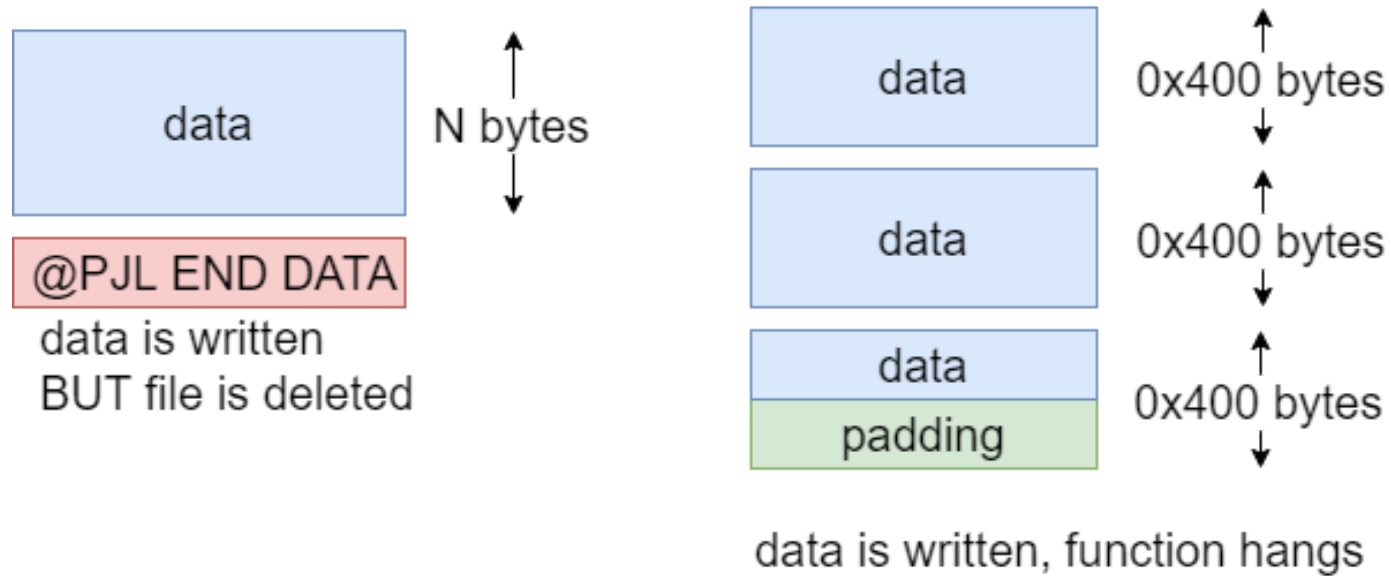 data
N bytes
@PJL END DATA
data is written
BUT file is deleted
data
0x400 bytes
data
0x400 bytes
data
0x400 bytes
padding
data is written, function hangs